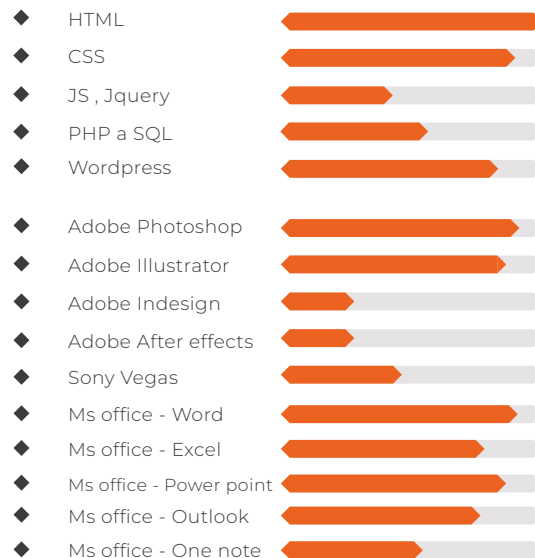 HTML
CSS
JS , Jquery
PHP a SQL
Wordpress
Adobe Photoshop
Adobe Illustrator
Adobe Indesign
Adobe After effects
Sony Vegas
Ms office - Word
Ms office - Excel
Ms office - Power point
Ms office - Outlook
Ms office - One note